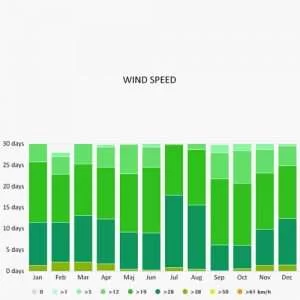 WIND SPEED
30 days
25 days
20 days
15 days
10 days
5 days
0 days
Jan Feb Mar Apr May Jun Jul Aug Sep Oct Nov Dec
0 >1 >5 >12 >19 >28 >38 >50 >61 km/h